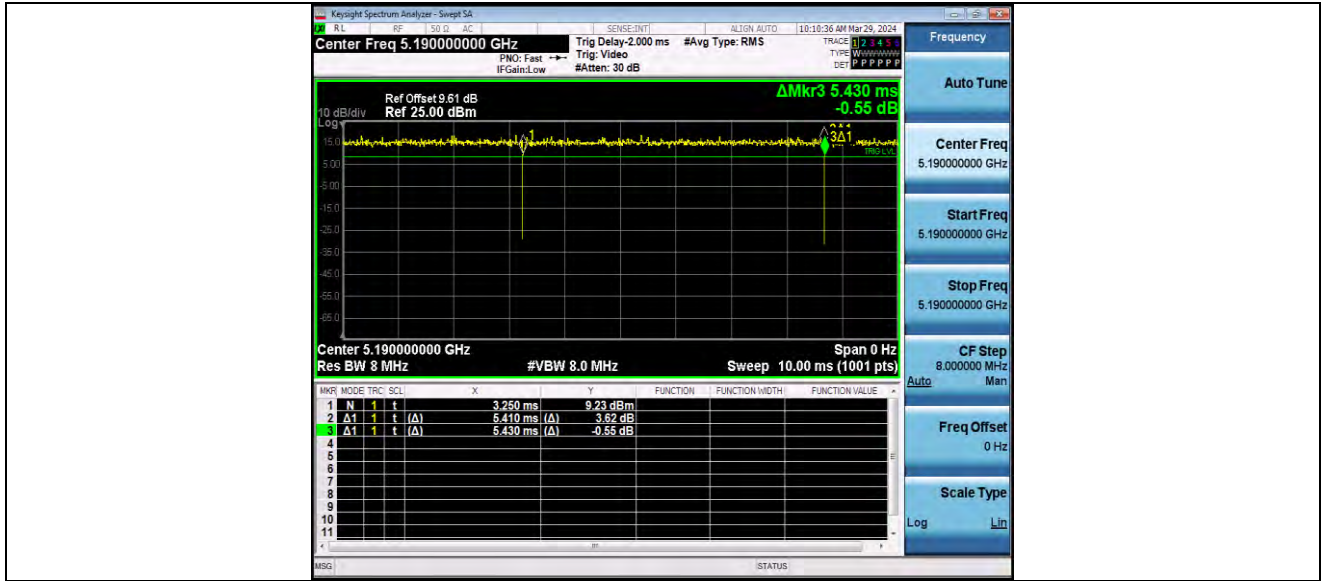 Keysight Spectrum Analyzer - Swept SA
RL RF 50 Ω AC SENSE:INT ALIGN AUTO 10:10:36 AM Mar 29, 2024
Center Freq 5.190000000 GHz
PNO: Fast
IFGain:Low
Trig Delay-2.000 ms
Trig: Video
#Atten: 30 dB
#Avg Type: RMS
TRACE 1 2 3 4 5 6
TYPE W
DET P P P P P P
ΔMkr3 5.430 ms
-0.55 dB
Ref Offset 9.61 dB
10 dB/div Ref 25.00 dBm
Log
1
3Δ1
15.0
TRIG LVL
5.00
-5.00
-15.0
-25.0
-35.0
-45.0
-55.0
-65.0
Center 5.190000000 GHz Span 0 Hz
Res BW 8 MHz #VBW 8.0 MHz Sweep 10.00 ms (1001 pts)
MKR MODE TRC SCL X Y FUNCTION FUNCTION WIDTH FUNCTION VALUE
1 N 1 t 3.250 ms 9.23 dBm
2 Δ1 1 t (Δ) 5.410 ms (Δ) 3.62 dB
3 Δ1 1 t (Δ) 5.430 ms (Δ) -0.55 dB
4
5
6
7
8
9
10
11
MSG STATUS
Frequency
Auto Tune
Center Freq
5.190000000 GHz
Start Freq
5.190000000 GHz
Stop Freq
5.190000000 GHz
CF Step
8.000000 MHz
Auto Man
Freq Offset
0 Hz
Scale Type
Log Lin